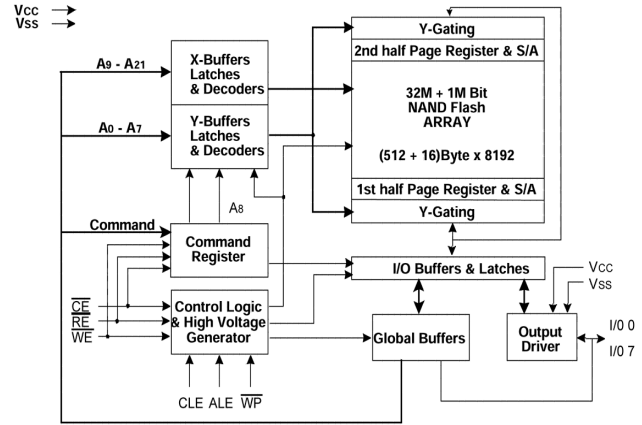 VCC
VSS
A9 - A21
X-Buffers
Latches
& Decoders
A0 - A7
Y-Buffers
Latches
& Decoders
A8
Command
Command
Register
CE
RE
WE
Control Logic
& High Voltage
Generator
CLE ALE WP
Y-Gating
2nd half Page Register & S/A
32M + 1M Bit
NAND Flash
ARRAY
(512 + 16)Byte x 8192
1st half Page Register & S/A
Y-Gating
I/O Buffers & Latches
VCC
VSS
Global Buffers
Output
Driver
I/0 0
I/0 7